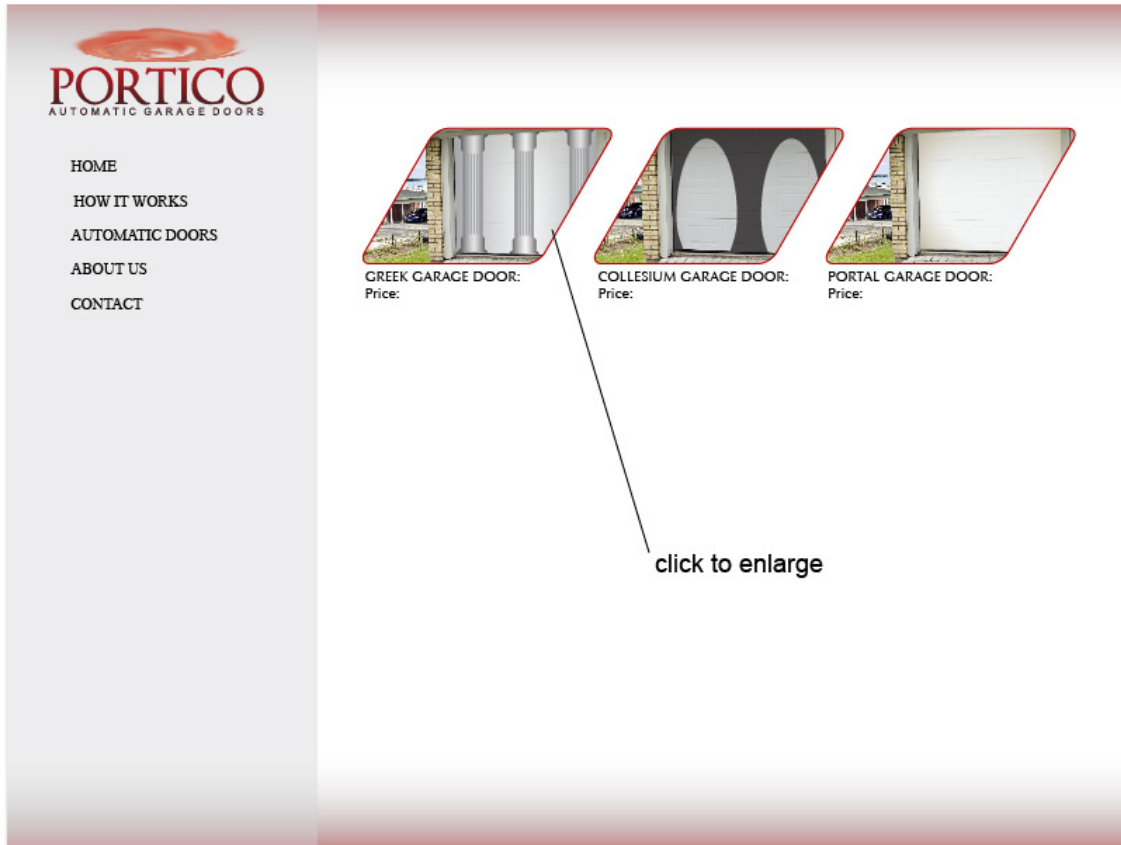 PORTICO
AUTOMATIC GARAGE DOORS
HOME
HOW IT WORKS
AUTOMATIC DOORS
ABOUT US
CONTACT
GREEK GARAGE DOOR:
Price:
COLLESIUM GARAGE DOOR:
Price:
PORTAL GARAGE DOOR:
Price:
click to enlarge